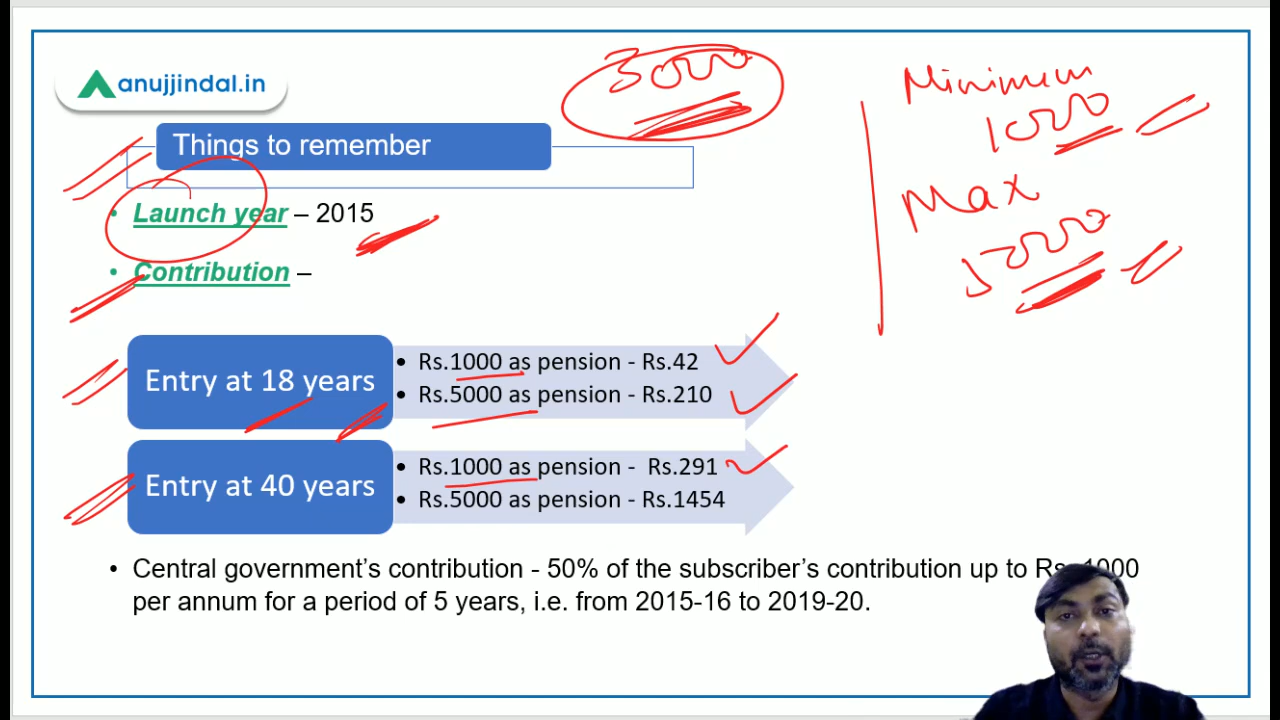 anujjindal.in
3000
Minimum
1000
Max
5000
Things to remember
• Launch year – 2015
• Contribution –
Entry at 18 years
• Rs.1000 as pension - Rs.42
• Rs.5000 as pension - Rs.210
Entry at 40 years
• Rs.1000 as pension - Rs.291
• Rs.5000 as pension - Rs.1454
• Central government’s contribution - 50% of the subscriber’s contribution up to Rs. 1000
per annum for a period of 5 years, i.e. from 2015-16 to 2019-20.